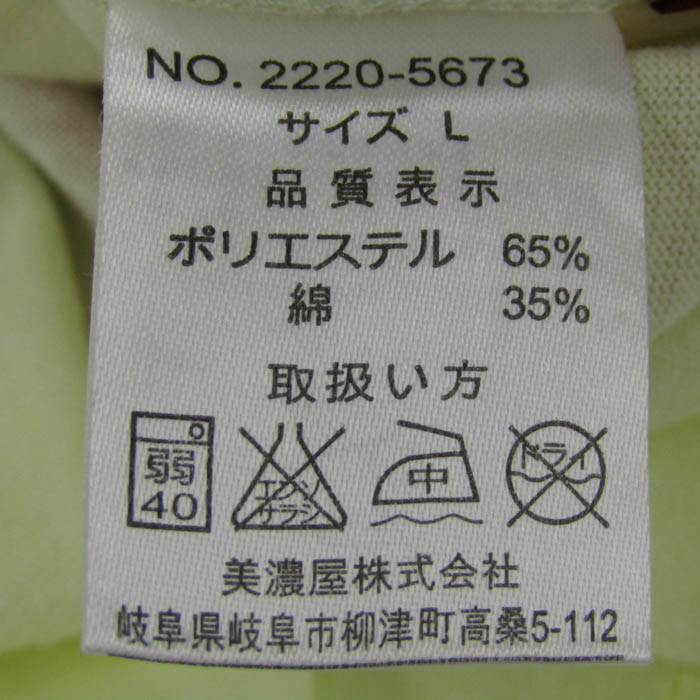 NO. 2220-5673
サイズ L
品質表示
ポリエステル 65%
綿 35%
取扱い方
弱 40
エンソ サラシ
中
ドライ
美濃屋株式会社
岐阜県岐阜市柳津町高桑5-112